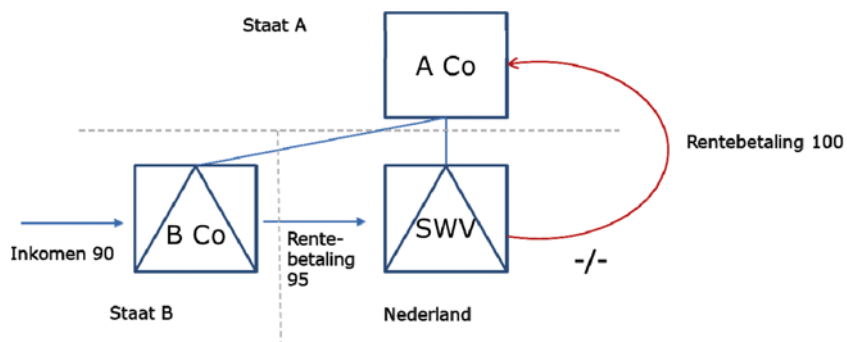 Staat A
A Co
Rentebetaling 100
B Co
SWV
Inkomen 90
Rente-
betaling
95
-/-
Staat B
Nederland